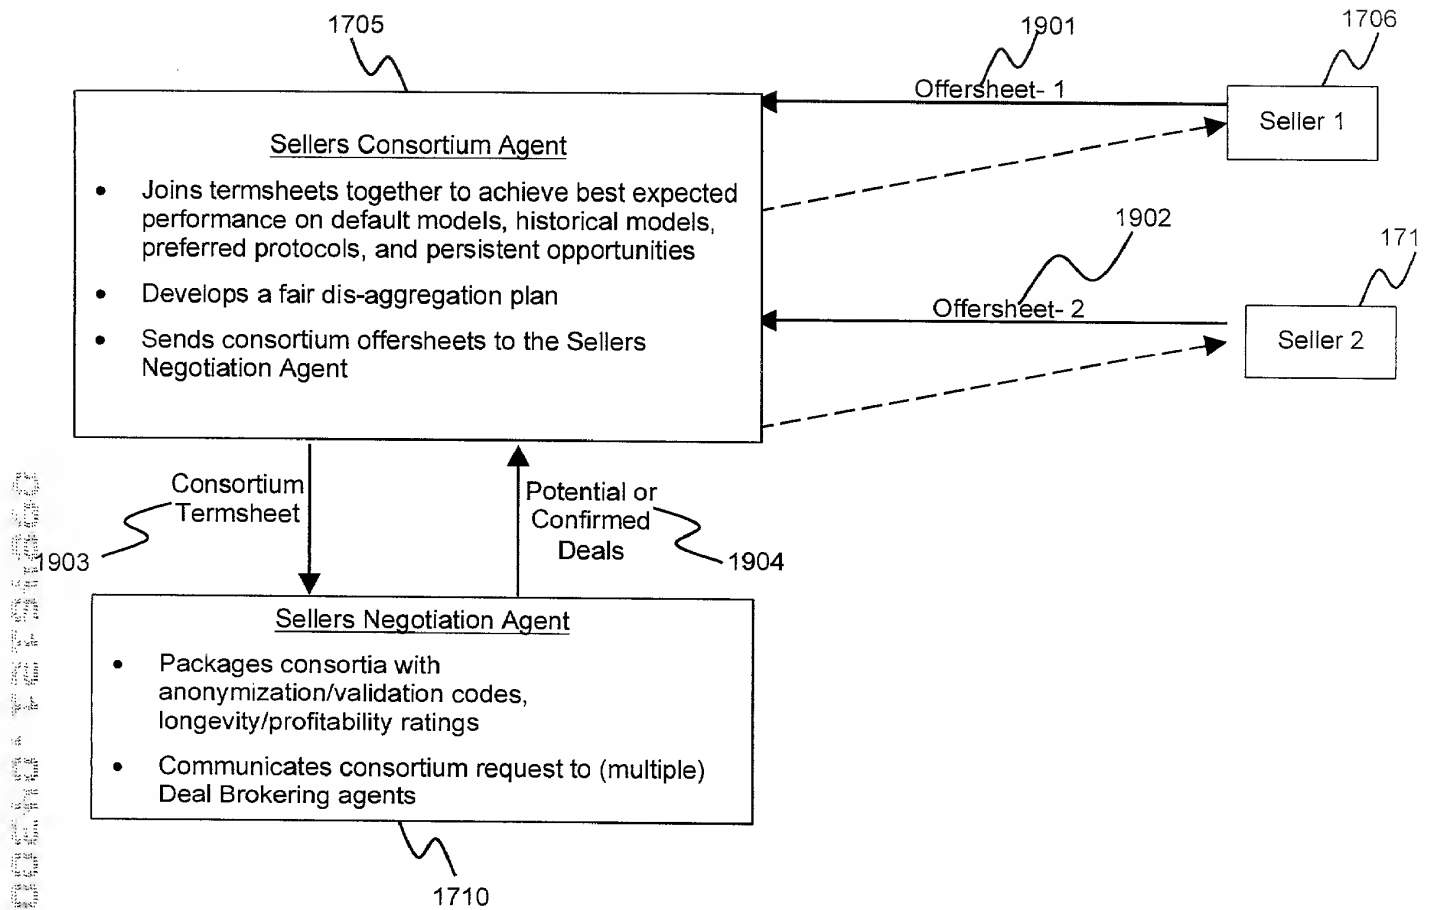 1705
1901
1706
Offersheet- 1
Seller 1
Sellers Consortium Agent
• Joins termsheets together to achieve best expected
performance on default models, historical models,
preferred protocols, and persistent opportunities
• Develops a fair dis-aggregation plan
• Sends consortium offersheets to the Sellers
Negotiation Agent
1902
171
Offersheet- 2
Seller 2
Consortium
Termsheet
1903
Potential or
Confirmed
Deals
1904
Sellers Negotiation Agent
• Packages consortia with
anonymization/validation codes,
longevity/profitability ratings
• Communicates consortium request to (multiple)
Deal Brokering agents
1710